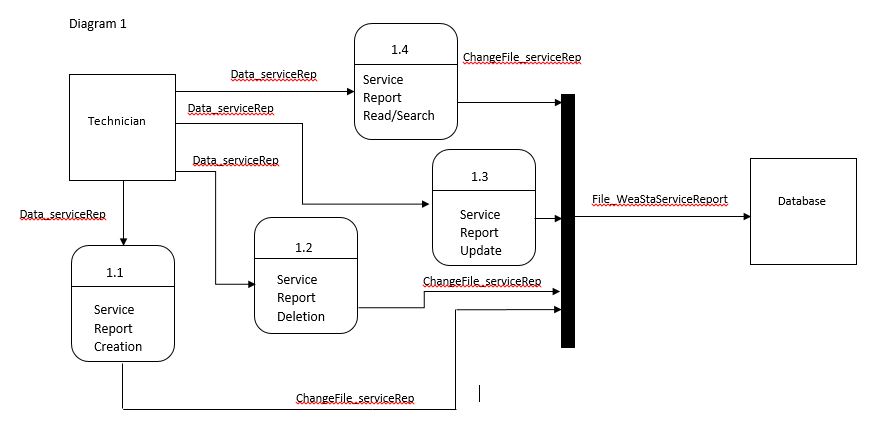 Diagram 1
1.4
ChangeFile_serviceRep
Data_serviceRep
Service
Report
Read/Search
Data_serviceRep
Technician
Data_serviceRep
1.3
File_WeaStaServiceReport
Database
Data_serviceRep
Service
Report
Update
1.2
1.1
Service
Report
Deletion
ChangeFile_serviceRep
Service
Report
Creation
ChangeFile_serviceRep